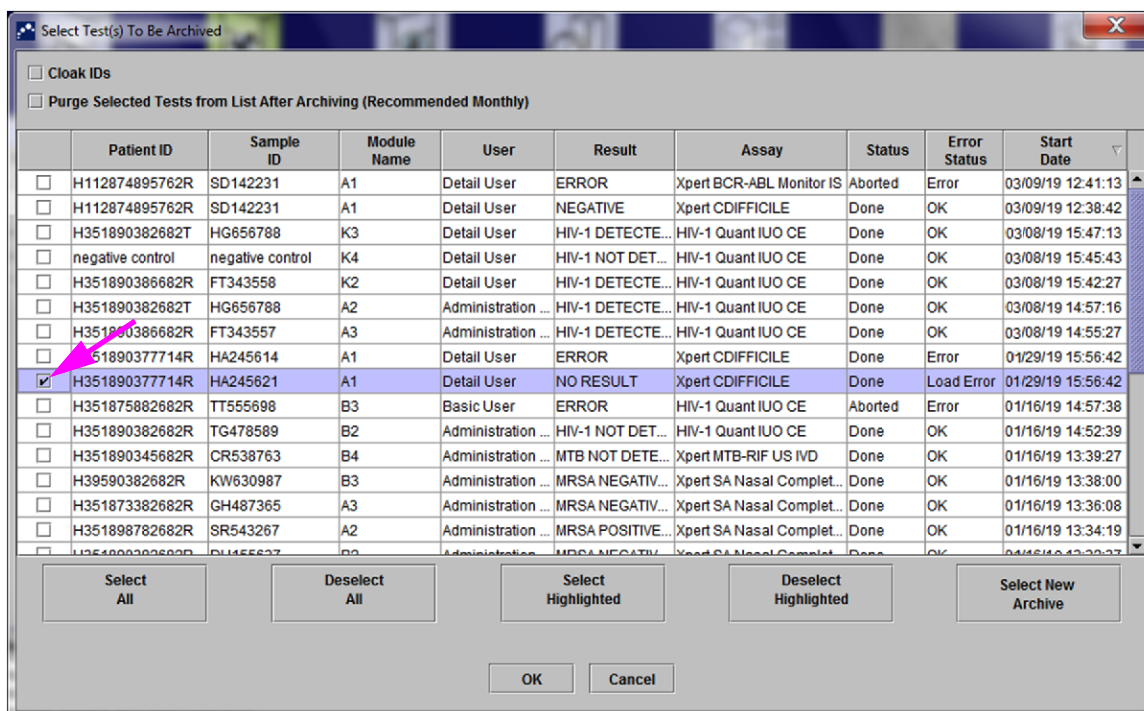 Select Test(s) To Be Archived
Cloak IDs
Purge Selected Tests from List After Archiving (Recommended Monthly)
Patient ID Sample ID Module Name User Result Assay Status Error Status Start Date
H112874895762R SD142231 A1 Detail User ERROR Xpert BCR-ABL Monitor IS Aborted Error 03/09/19 12:41:13
H112874895762R SD142231 A1 Detail User NEGATIVE Xpert CDIFFICILE Done OK 03/09/19 12:38:42
H351890382682T HG656788 K3 Detail User HIV-1 DETECTE... HIV-1 Quant IUO CE Done OK 03/08/19 15:47:13
negative control negative control K4 Detail User HIV-1 NOT DET... HIV-1 Quant IUO CE Done OK 03/08/19 15:45:43
H351890386682R FT343558 K2 Detail User HIV-1 DETECTE... HIV-1 Quant IUO CE Done OK 03/08/19 15:42:27
H351890382682T HG656788 A2 Administration ... HIV-1 DETECTE... HIV-1 Quant IUO CE Done OK 03/08/19 14:57:16
H351890386682R FT343557 A3 Administration ... HIV-1 DETECTE... HIV-1 Quant IUO CE Done OK 03/08/19 14:55:27
351890377714R HA245614 A1 Detail User ERROR Xpert CDIFFICILE Done Error 01/29/19 15:56:42
H351890377714R HA245621 A1 Detail User NO RESULT Xpert CDIFFICILE Done Load Error 01/29/19 15:56:42
H351875882682R TT555698 B3 Basic User ERROR HIV-1 Quant IUO CE Aborted Error 01/16/19 14:57:38
H351890382682R TG478589 B2 Administration ... HIV-1 NOT DET... HIV-1 Quant IUO CE Done OK 01/16/19 14:52:39
H351890345682R CR538763 B4 Administration ... MTB NOT DETE... Xpert MTB-RIF US IVD Done OK 01/16/19 13:39:27
H39590382682R KW630987 B3 Administration ... MRSA NEGATIV... Xpert SA Nasal Complet... Done OK 01/16/19 13:38:00
H351873382682R GH487365 A3 Administration ... MRSA NEGATIV... Xpert SA Nasal Complet... Done OK 01/16/19 13:36:08
H351898782682R SR543267 A2 Administration ... MRSA POSITIVE... Xpert SA Nasal Complet... Done OK 01/16/19 13:34:19
Select All Deselect All Select Highlighted Deselect Highlighted Select New Archive
OK Cancel